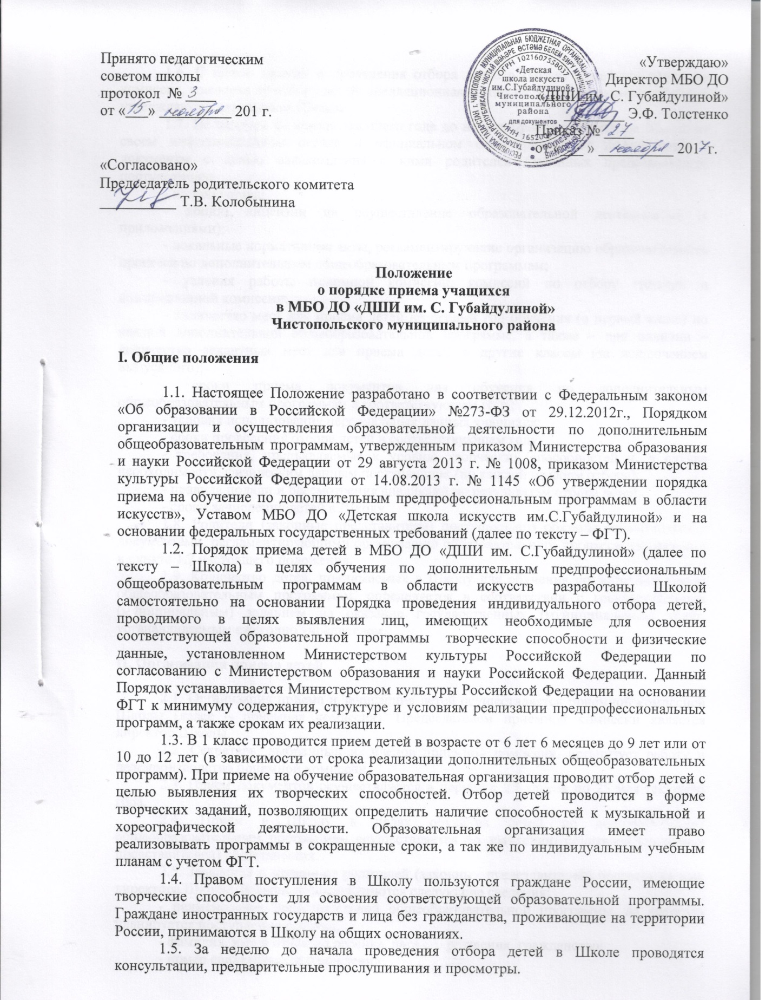 Принято педагогическим
советом школы
протокол № 3
от «15» ноября 201 г.
«Утверждаю»
Директор МБО ДО
«ДШИ им. С. Губайдулиной»
Э.Ф. Толстенко
Приказ № 27
От « » ноября 2017 г.
«Детская
школа искусств
им.С.Губайдулиной»
Чистопольского
муниципального
района
для документов
«Согласовано»
Председатель родительского комитета
Т.В. Колобынина
Положение
о порядке приема учащихся
в МБО ДО «ДШИ им. С. Губайдулиной»
Чистопольского муниципального района
I. Общие положения
1.1. Настоящее Положение разработано в соответствии с Федеральным законом
«Об образовании в Российской Федерации» №273-ФЗ от 29.12.2012г., Порядком
организации и осуществления образовательной деятельности по дополнительным
общеобразовательным программам, утвержденным приказом Министерства образования
и науки Российской Федерации от 29 августа 2013 г. № 1008, приказом Министерства
культуры Российской Федерации от 14.08.2013 г. № 1145 «Об утверждении порядка
приема на обучение по дополнительным предпрофессиональным программам в области
искусств», Уставом МБО ДО «Детская школа искусств им.С.Губайдулиной» и на
основании федеральных государственных требований (далее по тексту – ФГТ).
1.2. Порядок приема детей в МБО ДО «ДШИ им. С.Губайдулиной» (далее по
тексту – Школа) в целях обучения по дополнительным предпрофессиональным
общеобразовательным программам в области искусств разработаны Школой
самостоятельно на основании Порядка проведения индивидуального отбора детей,
проводимого в целях выявления лиц, имеющих необходимые для освоения
соответствующей образовательной программы творческие способности и физические
данные, установленном Министерством культуры Российской Федерации по
согласованию с Министерством образования и науки Российской Федерации. Данный
Порядок устанавливается Министерством культуры Российской Федерации на основании
ФГТ к минимуму содержания, структуре и условиям реализации предпрофессиональных
программ, а также срокам их реализации.
1.3. В 1 класс проводится прием детей в возрасте от 6 лет 6 месяцев до 9 лет или от
10 до 12 лет (в зависимости от срока реализации дополнительных общеобразовательных
программ). При приеме на обучение образовательная организация проводит отбор детей с
целью выявления их творческих способностей. Отбор детей проводится в форме
творческих заданий, позволяющих определить наличие способностей к музыкальной и
хореографической деятельности. Образовательная организация имеет право
реализовывать программы в сокращенные сроки, а так же по индивидуальным учебным
планам с учетом ФГТ.
1.4. Правом поступления в Школу пользуются граждане России, имеющие
творческие способности для освоения соответствующей образовательной программы.
Граждане иностранных государств и лица без гражданства, проживающие на территории
России, принимаются в Школу на общих основаниях.
1.5. За неделю до начала проведения отбора детей в Школе проводятся
консультации, предварительные прослушивания и просмотры.